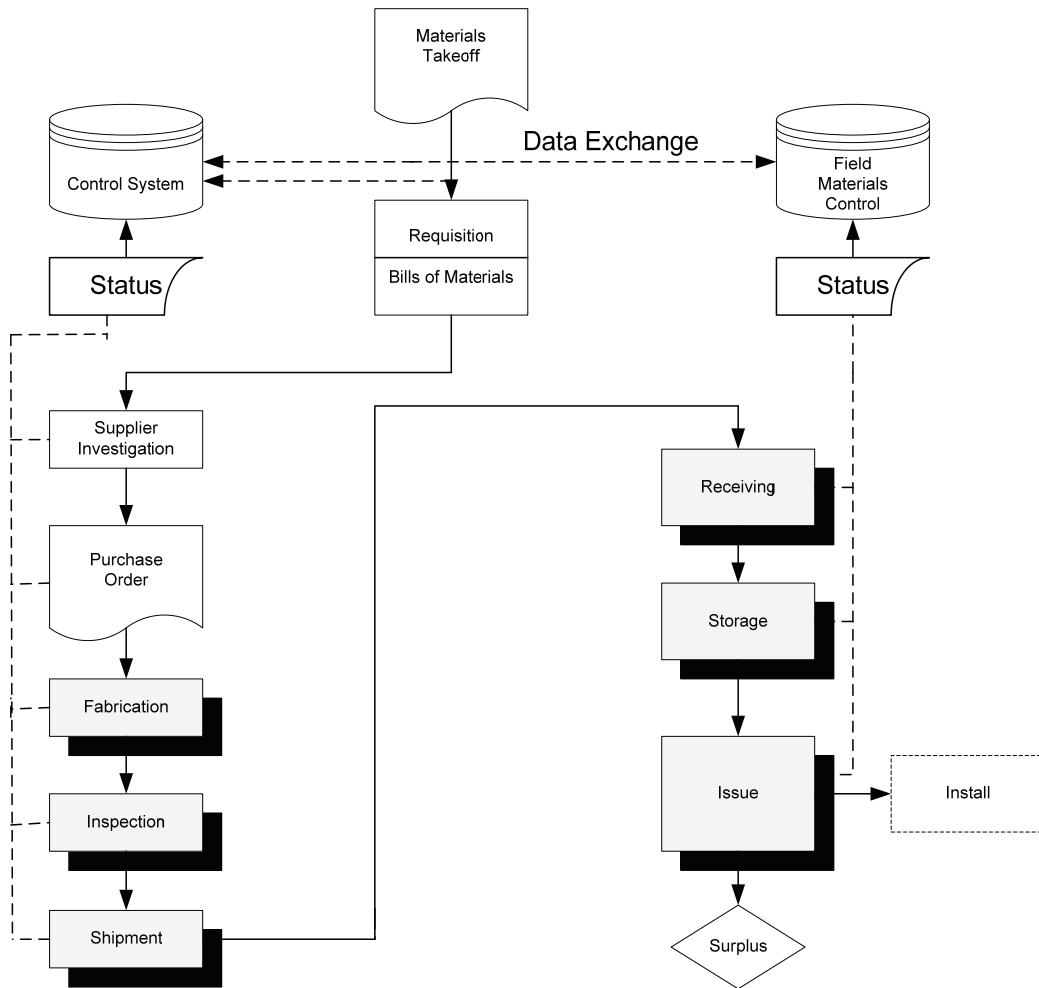 Materials
Takeoff
Data Exchange
Control System
Field
Materials
Control
Requisition
Bills of Materials
Status
Status
Supplier
Investigation
Receiving
Purchase
Order
Storage
Fabrication
Issue
Install
Inspection
Shipment
Surplus